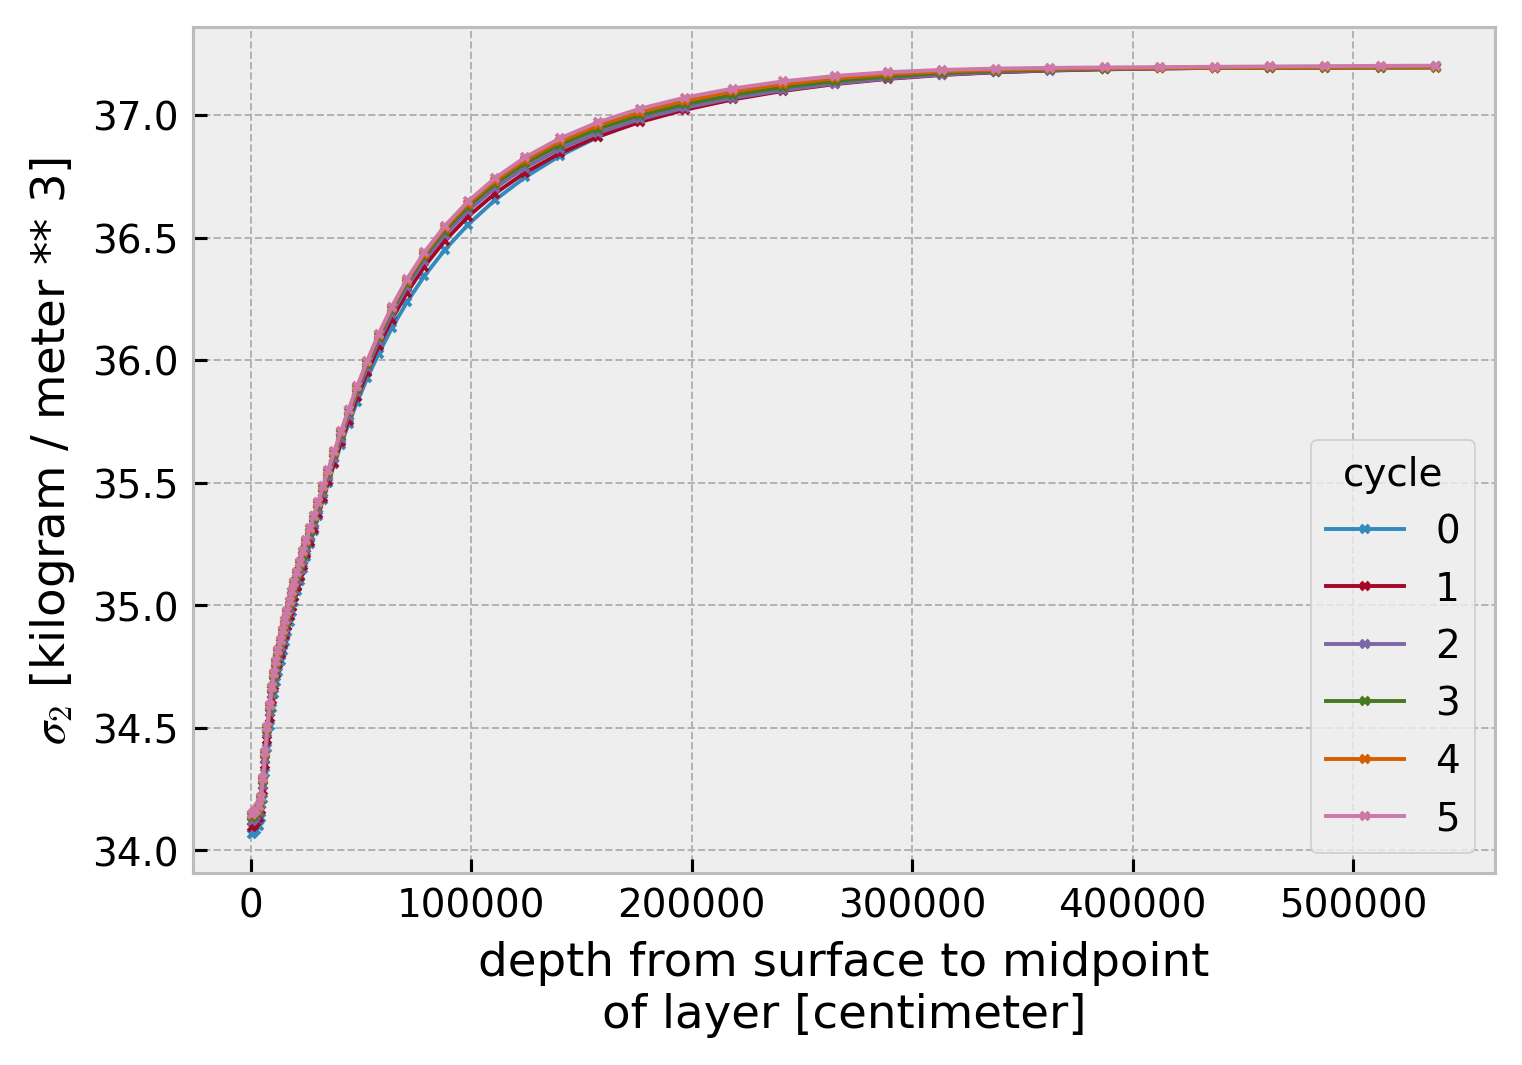 37.0
36.5
36.0
35.5
35.0
34.5
34.0
σ2 [kilogram / meter ** 3]
0 100000 200000 300000 400000 500000
depth from surface to midpoint
of layer [centimeter]
cycle
0
1
2
3
4
5